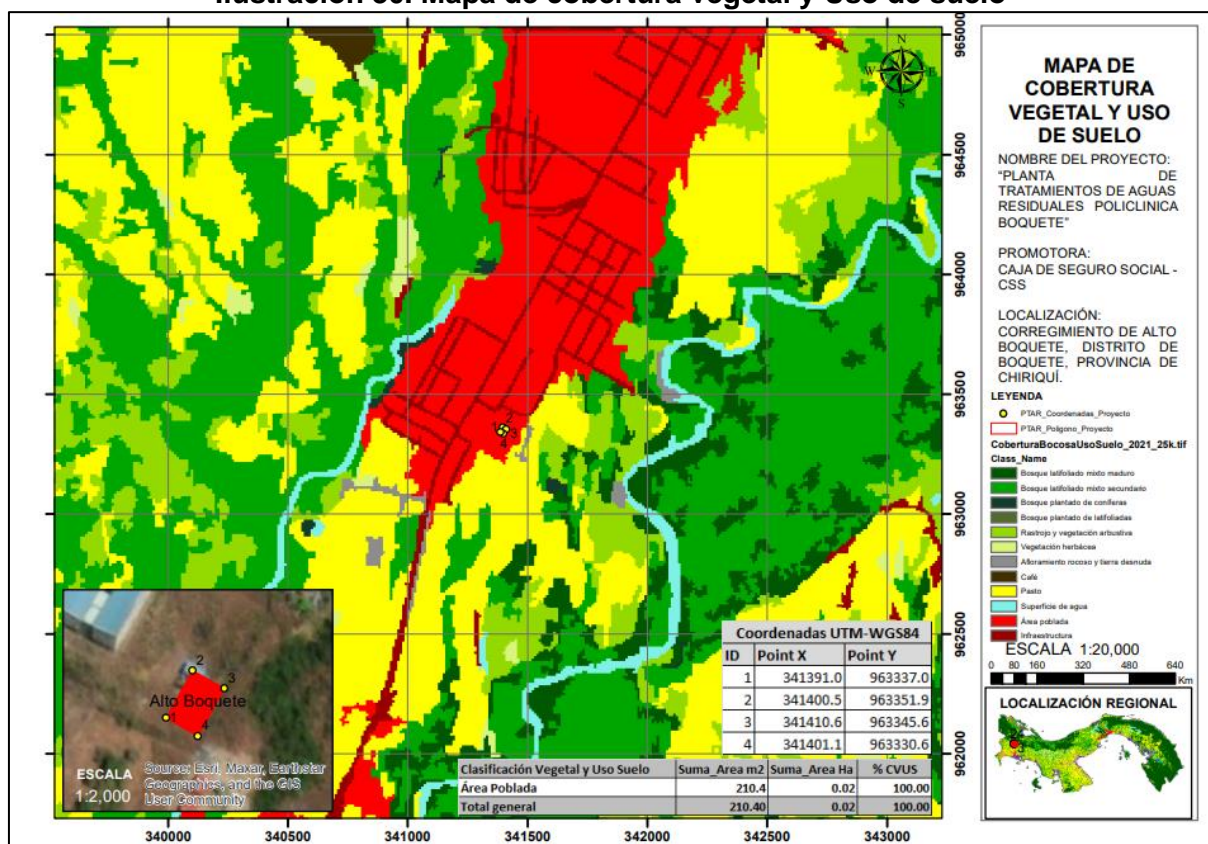 Ilustración 30. Mapa de cobertura vegetal y Uso de suelo
965000
964500
964000
963500
963000
962500
962000
340000 340500 341000 341500 342000 342500 343000
N
W E
S
1
2
3
4
Alto Boquete
1
2
3
4
ESCALA
1:2,000
Source: Esri, Maxar, Earthstar
Geographics, and the GIS
User Community
Coordenadas UTM-WGS84
ID Point X Point Y
1 341391.0 963337.0
2 341400.5 963351.9
3 341410.6 963345.6
4 341401.1 963330.6
Clasificación Vegetal y Uso Suelo Suma_Area m2 Suma_Area Ha % CVUS
Área Poblada 210.4 0.02 100.00
Total general 210.40 0.02 100.00
MAPA DE
COBERTURA
VEGETAL Y USO
DE SUELO
NOMBRE DEL PROYECTO:
"PLANTA DE
TRATAMIENTOS DE AGUAS
RESIDUALES POLICLINICA
BOQUETE"
PROMOTORA:
CAJA DE SEGURO SOCIAL -
CSS
LOCALIZACIÓN:
CORREGIMIENTO DE ALTO
BOQUETE, DISTRITO DE
BOQUETE, PROVINCIA DE
CHIRIQUÍ.
LEYENDA
PTAR_Coordenadas_Proyecto
PTAR_Poligono_Proyecto
CoberturaBocosaUsoSuelo_2021_25k.tif
Class_Name
Bosque latifoliado mixto maduro
Bosque latifoliado mixto secundario
Bosque plantado de coníferas
Bosque plantado de latifoliadas
Rastrojo y vegetación arbustiva
Vegetación herbácea
Afloramiento rocoso y tierra desnuda
Café
Pasto
Superficie de agua
Área poblada
Infraestructura
ESCALA 1:20,000
0 80 160 320 480 640
Km
LOCALIZACIÓN REGIONAL